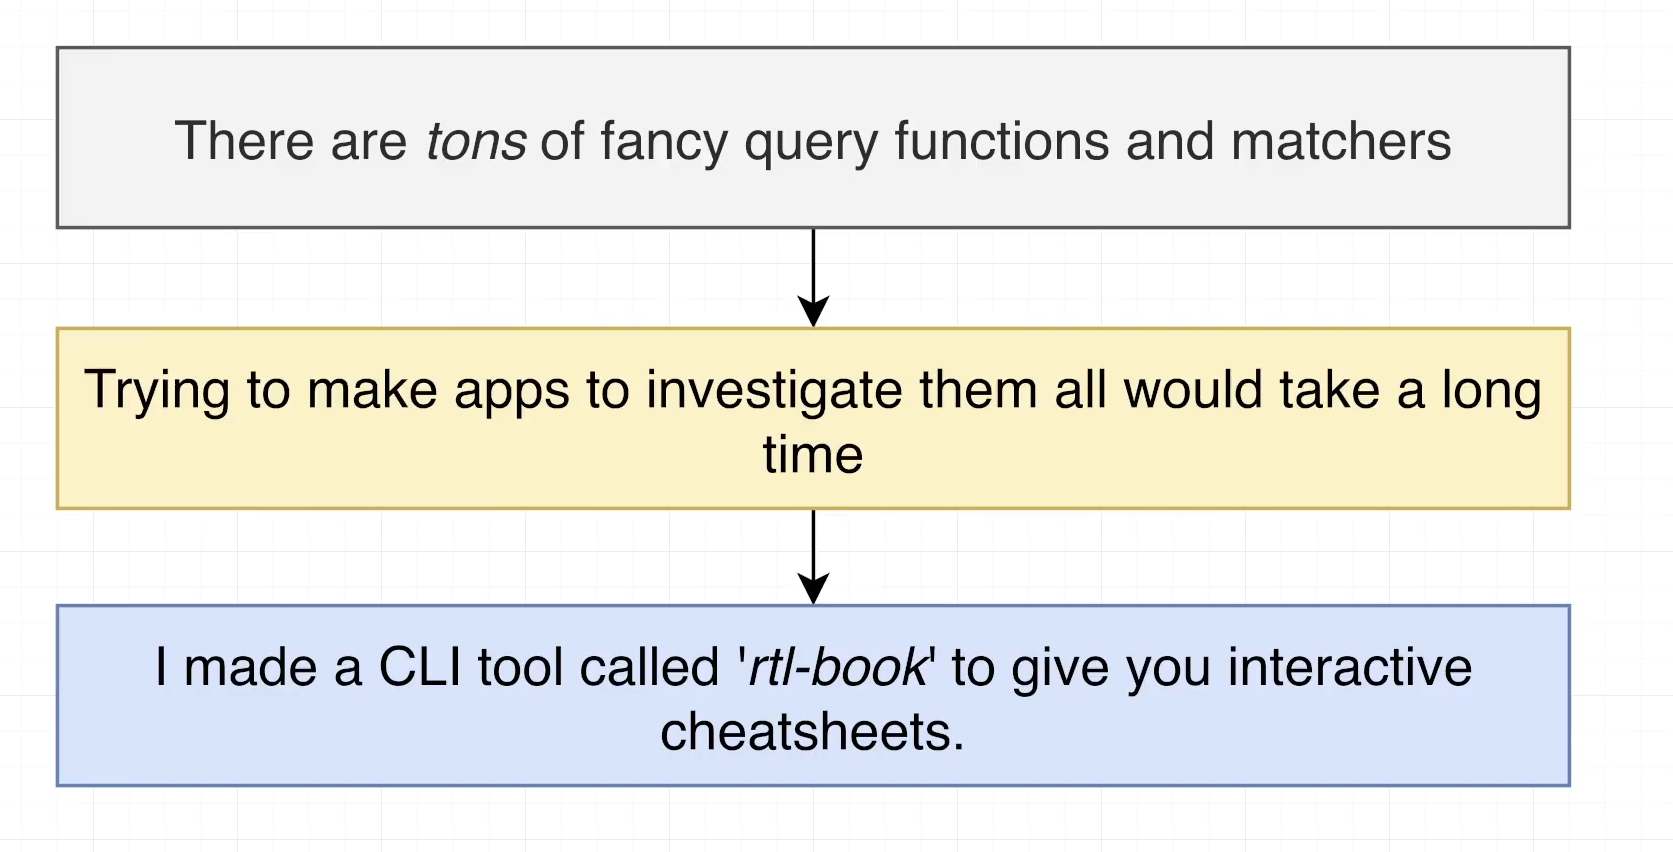 There are tons of fancy query functions and matchers
Trying to make apps to investigate them all would take a long
time
I made a CLI tool called 'rtl-book' to give you interactive
cheatsheets.